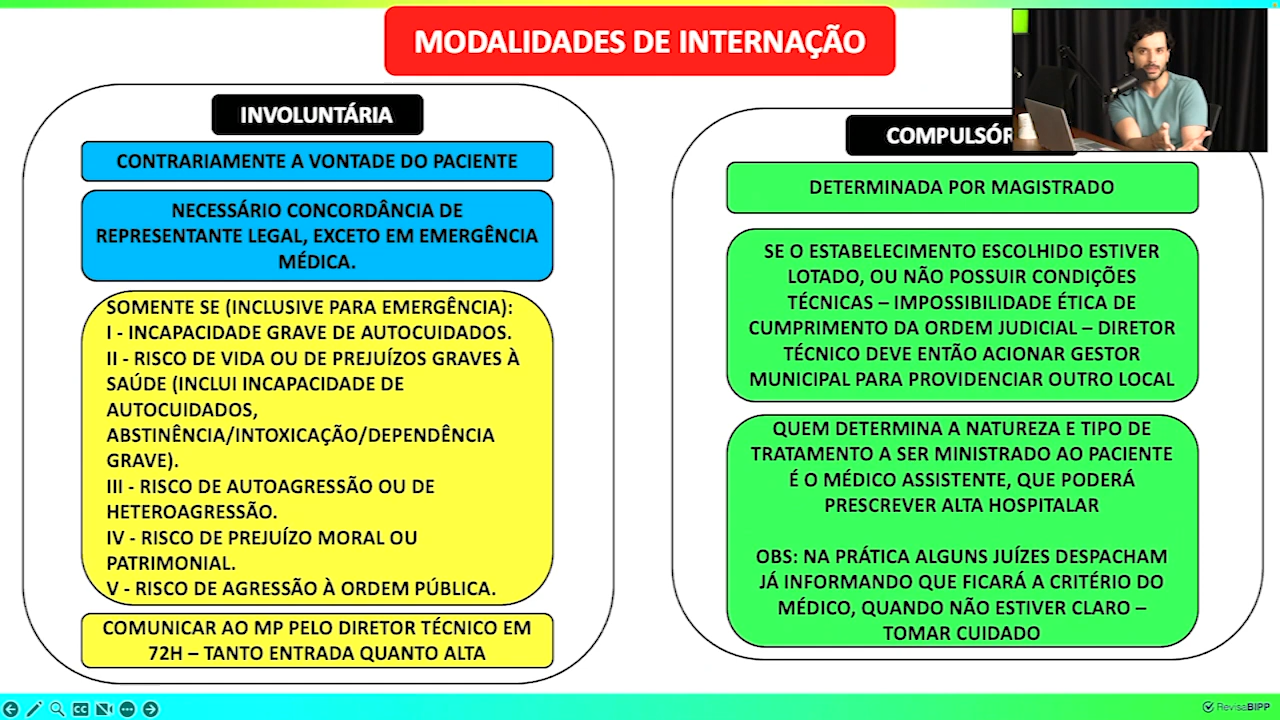 MODALIDADES DE INTERNAÇÃO
INVOLUNTÁRIA
CONTRARIAMENTE A VONTADE DO PACIENTE
NECESSÁRIO CONCORDÂNCIA DE
REPRESENTANTE LEGAL, EXCETO EM EMERGÊNCIA
MÉDICA.
SOMENTE SE (INCLUSIVE PARA EMERGÊNCIA):
I - INCAPACIDADE GRAVE DE AUTOCUIDADOS.
II - RISCO DE VIDA OU DE PREJUÍZOS GRAVES À
SAÚDE (INCLUI INCAPACIDADE DE
AUTOCUIDADOS,
ABSTINÊNCIA/INTOXICAÇÃO/DEPENDÊNCIA
GRAVE).
III - RISCO DE AUTOAGRESSÃO OU DE
HETEROAGRESSÃO.
IV - RISCO DE PREJUÍZO MORAL OU
PATRIMONIAL.
V - RISCO DE AGRESSÃO À ORDEM PÚBLICA.
COMUNICAR AO MP PELO DIRETOR TÉCNICO EM
72H – TANTO ENTRADA QUANTO ALTA
COMPULSÓR
DETERMINADA POR MAGISTRADO
SE O ESTABELECIMENTO ESCOLHIDO ESTIVER
LOTADO, OU NÃO POSSUIR CONDIÇÕES
TÉCNICAS – IMPOSSIBILIDADE ÉTICA DE
CUMPRIMENTO DA ORDEM JUDICIAL – DIRETOR
TÉCNICO DEVE ENTÃO ACIONAR GESTOR
MUNICIPAL PARA PROVIDENCIAR OUTRO LOCAL
QUEM DETERMINA A NATUREZA E TIPO DE
TRATAMENTO A SER MINISTRADO AO PACIENTE
É O MÉDICO ASSISTENTE, QUE PODERÁ
PRESCREVER ALTA HOSPITALAR
OBS: NA PRÁTICA ALGUNS JUÍZES DESPACHAM
JÁ INFORMANDO QUE FICARÁ A CRITÉRIO DO
MÉDICO, QUANDO NÃO ESTIVER CLARO –
TOMAR CUIDADO
CC
RevisaBIPP